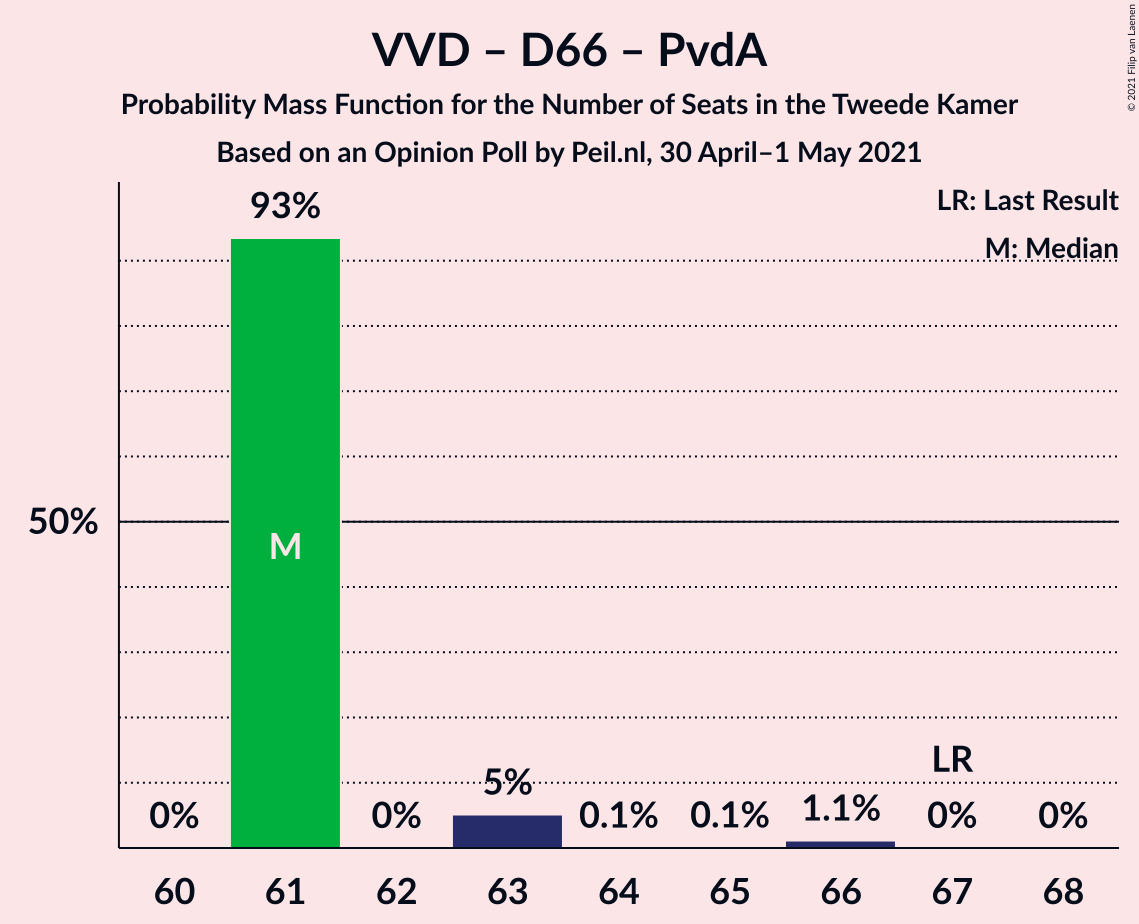 VVD – D66 – PvdA
Probability Mass Function for the Number of Seats in the Tweede Kamer
Based on an Opinion Poll by Peil.nl, 30 April–1 May 2021
© 2021 Filip van Laenen
LR: Last Result
M: Median
93%
50%
M
LR
0%
0%
5%
0.1%
0.1%
1.1%
0%
0%
60
61
62
63
64
65
66
67
68